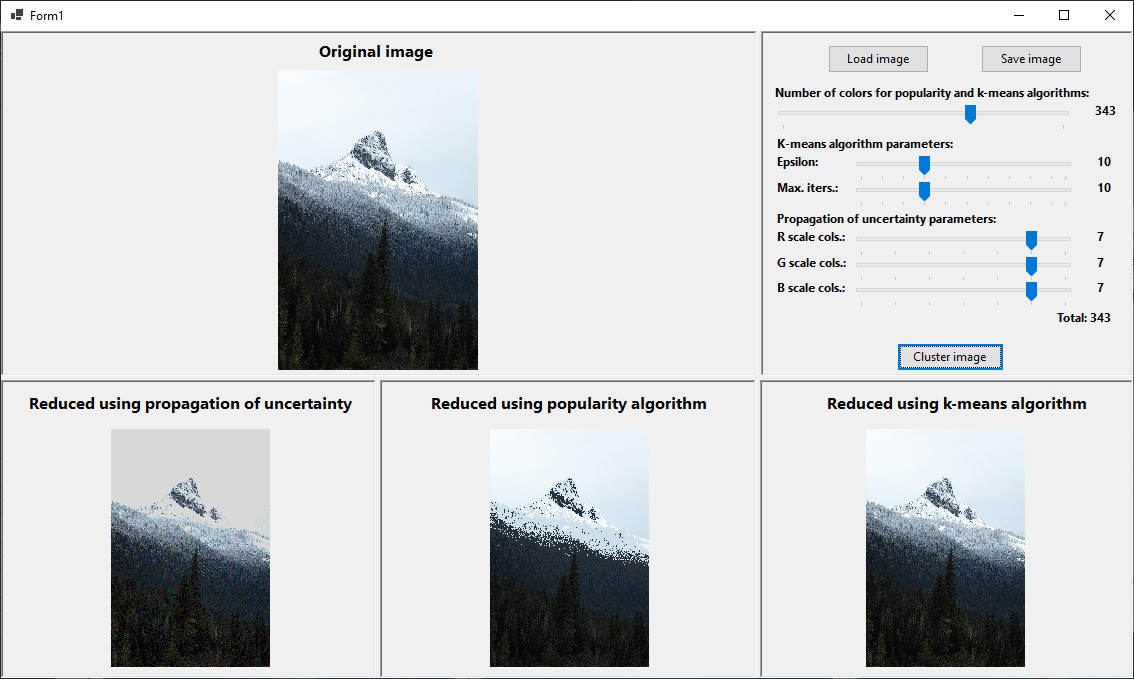 Form1
Original image
Load image
Save image
Number of colors for popularity and k-means algorithms:
343
K-means algorithm parameters:
Epsilon:
10
Max. iters.:
10
Propagation of uncertainty parameters:
R scale cols.:
7
G scale cols.:
7
B scale cols.:
7
Total: 343
Cluster image
Reduced using propagation of uncertainty
Reduced using popularity algorithm
Reduced using k-means algorithm